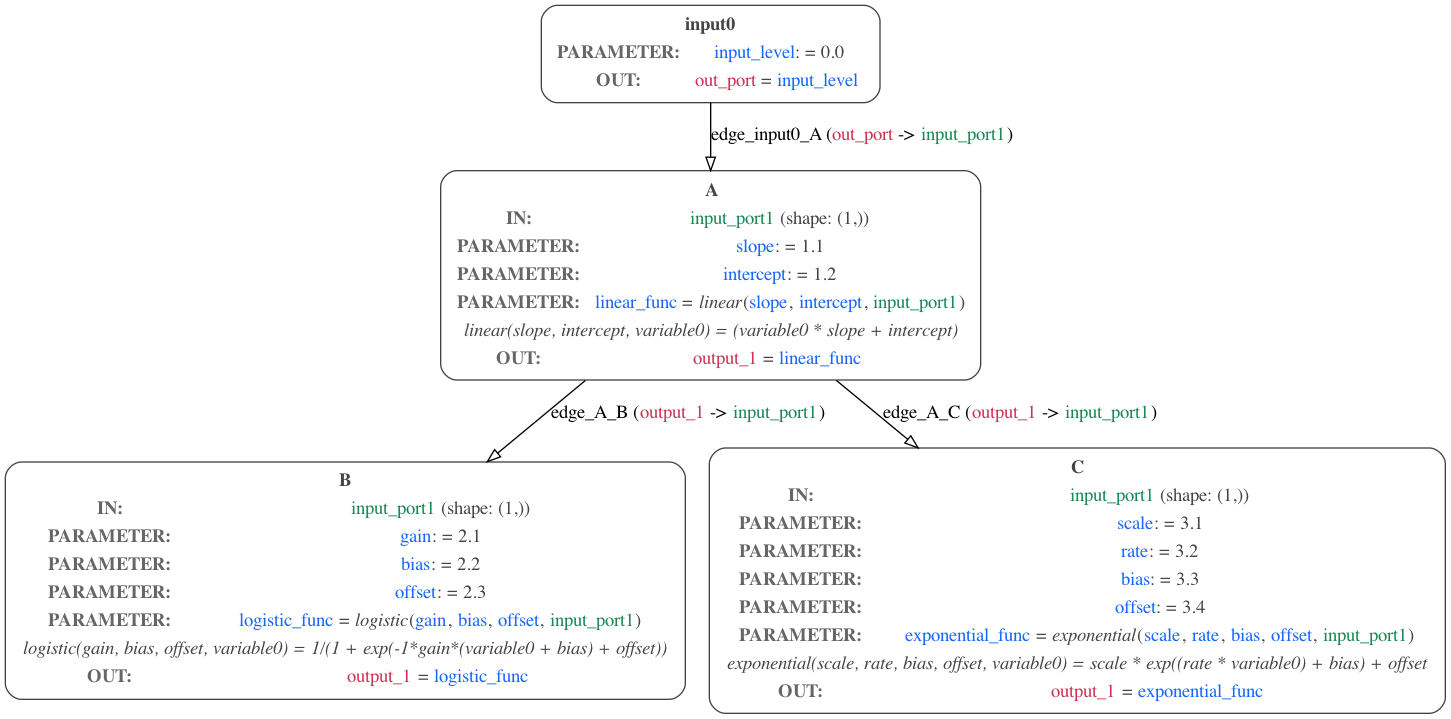 input0
PARAMETER: input_level: = 0.0
OUT: out_port = input_level
edge_input0_A (out_port -> input_port1)
A
IN: input_port1 (shape: (1,))
PARAMETER: slope: = 1.1
PARAMETER: intercept: = 1.2
PARAMETER: linear_func = linear(slope, intercept, input_port1)
linear(slope, intercept, variable0) = (variable0 * slope + intercept)
OUT: output_1 = linear_func
edge_A_B (output_1 -> input_port1)
edge_A_C (output_1 -> input_port1)
B
IN: input_port1 (shape: (1,))
PARAMETER: gain: = 2.1
PARAMETER: bias: = 2.2
PARAMETER: offset: = 2.3
PARAMETER: logistic_func = logistic(gain, bias, offset, input_port1)
logistic(gain, bias, offset, variable0) = 1/(1 + exp(-1*gain*(variable0 + bias) + offset))
OUT: output_1 = logistic_func
C
IN: input_port1 (shape: (1,))
PARAMETER: scale: = 3.1
PARAMETER: rate: = 3.2
PARAMETER: bias: = 3.3
PARAMETER: offset: = 3.4
PARAMETER: exponential_func = exponential(scale, rate, bias, offset, input_port1)
exponential(scale, rate, bias, offset, variable0) = scale * exp((rate * variable0) + bias) + offset
OUT: output_1 = exponential_func